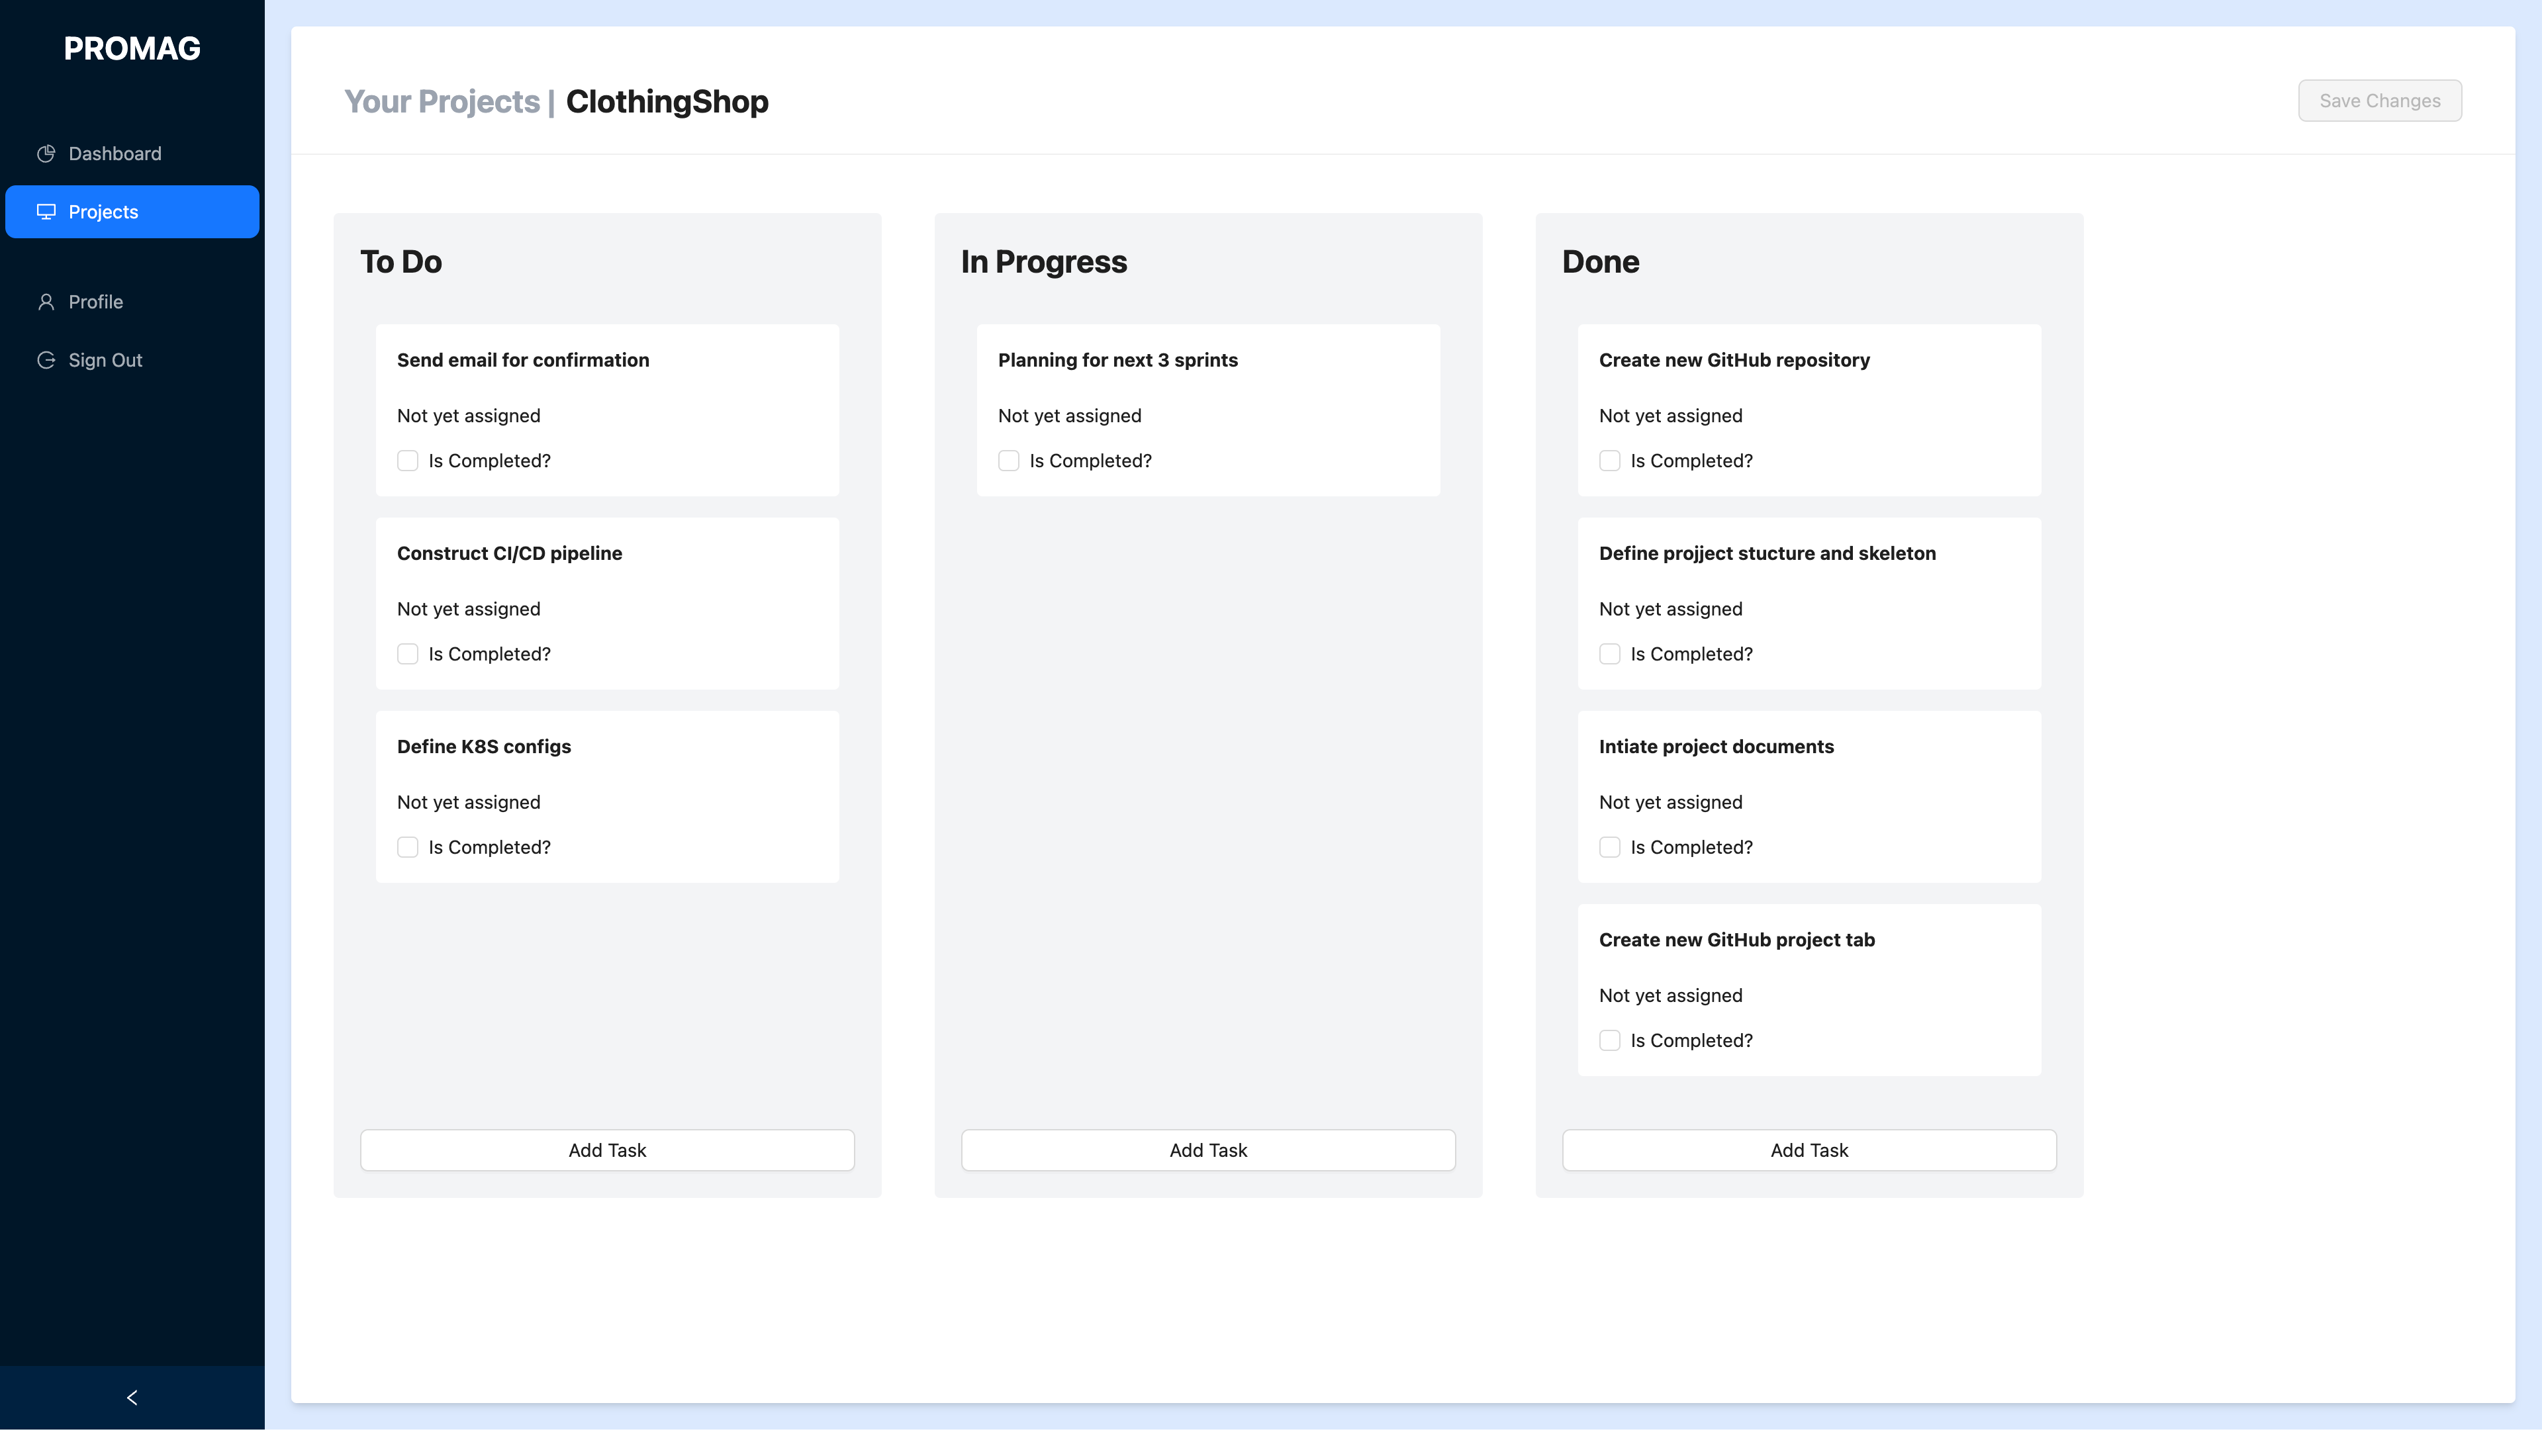 PROMAG
Dashboard
Projects
Profile
Sign Out
Your Projects | ClothingShop
Save Changes
To Do
Send email for confirmation
Not yet assigned
Is Completed?
Construct CI/CD pipeline
Not yet assigned
Is Completed?
Define K8S configs
Not yet assigned
Is Completed?
Add Task
In Progress
Planning for next 3 sprints
Not yet assigned
Is Completed?
Add Task
Done
Create new GitHub repository
Not yet assigned
Is Completed?
Define projject stucture and skeleton
Not yet assigned
Is Completed?
Intiate project documents
Not yet assigned
Is Completed?
Create new GitHub project tab
Not yet assigned
Is Completed?
Add Task